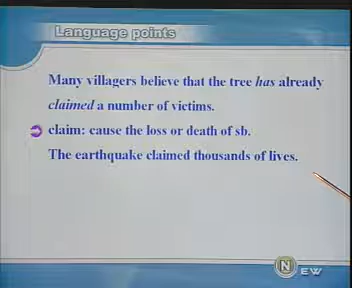 Language points
Many villagers believe that the tree has already
claimed a number of victims.
claim: cause the loss or death of sb.
The earthquake claimed thousands of lives.
N EW